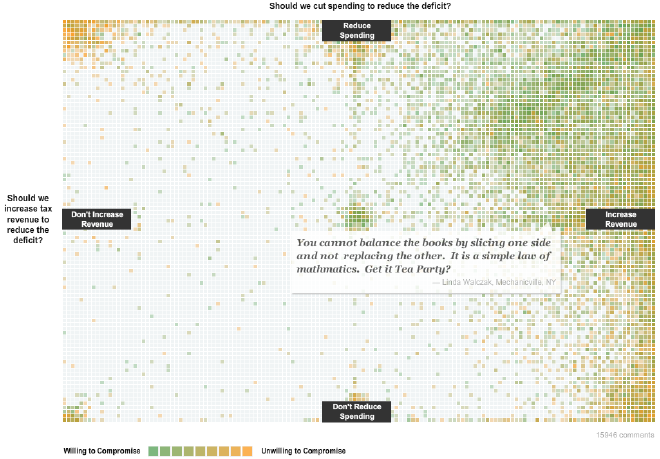 Should we cut spending to reduce the deficit?
Reduce
Spending
Should we
increase tax
revenue to
reduce the
deficit?
Don't Increase
Revenue
Increase
Revenue
You cannot balance the books by slicing one side
and not replacing the other. It is a simple law of
mathmatics. Get it Tea Party?
— Linda Walczak, Mechanicville, NY
Don't Reduce
Spending
15946 comments
Willing to Compromise
Unwilling to Compromise